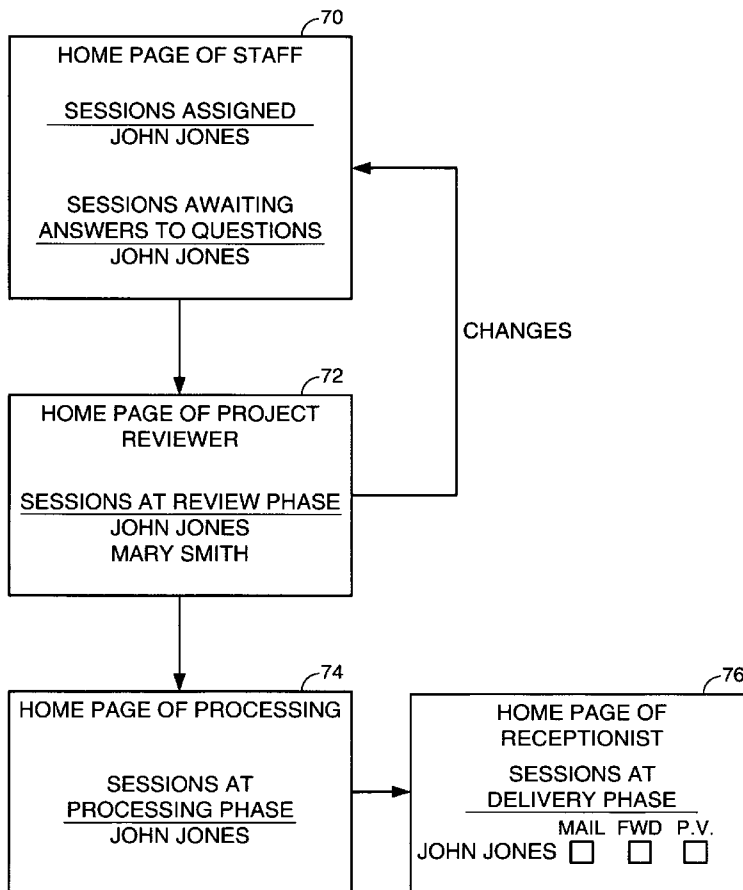 70
HOME PAGE OF STAFF
SESSIONS ASSIGNED
JOHN JONES
SESSIONS AWAITING
ANSWERS TO QUESTIONS
JOHN JONES
CHANGES
72
HOME PAGE OF PROJECT
REVIEWER
SESSIONS AT REVIEW PHASE
JOHN JONES
MARY SMITH
74
HOME PAGE OF PROCESSING
SESSIONS AT
PROCESSING PHASE
JOHN JONES
76
HOME PAGE OF
RECEPTIONIST
SESSIONS AT
DELIVERY PHASE
MAIL FWD P.V.
JOHN JONES